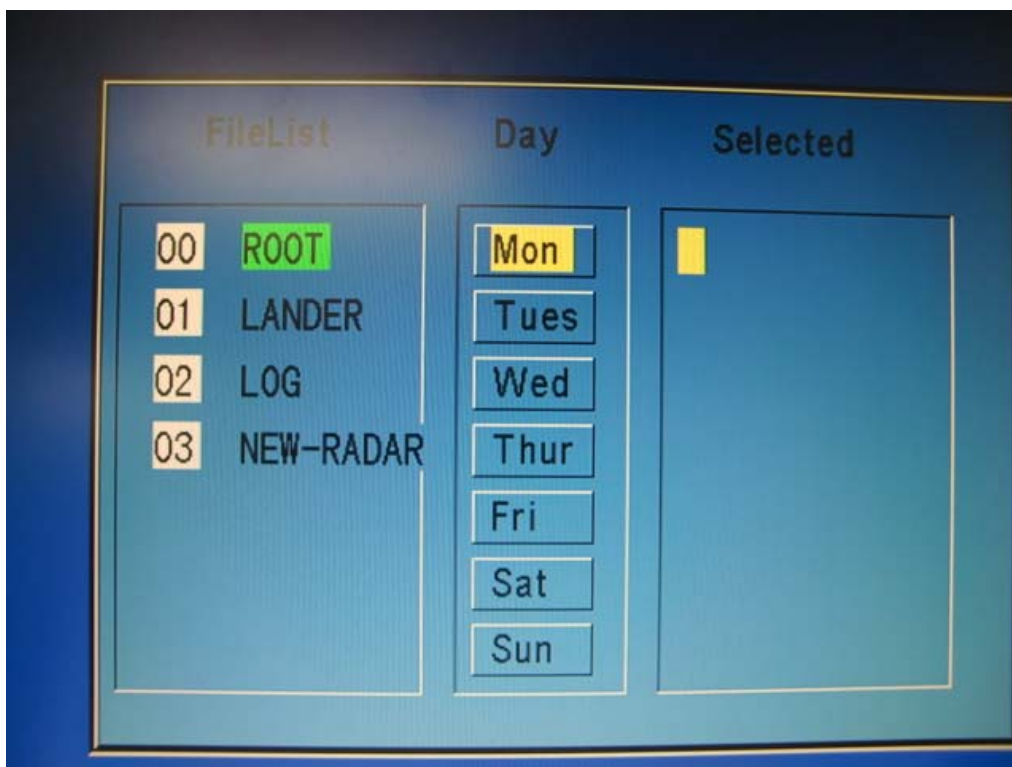 FileList Day Selected
00 ROOT Mon
01 LANDER Tues
02 LOG Wed
03 NEW-RADAR Thur
Fri
Sat
Sun